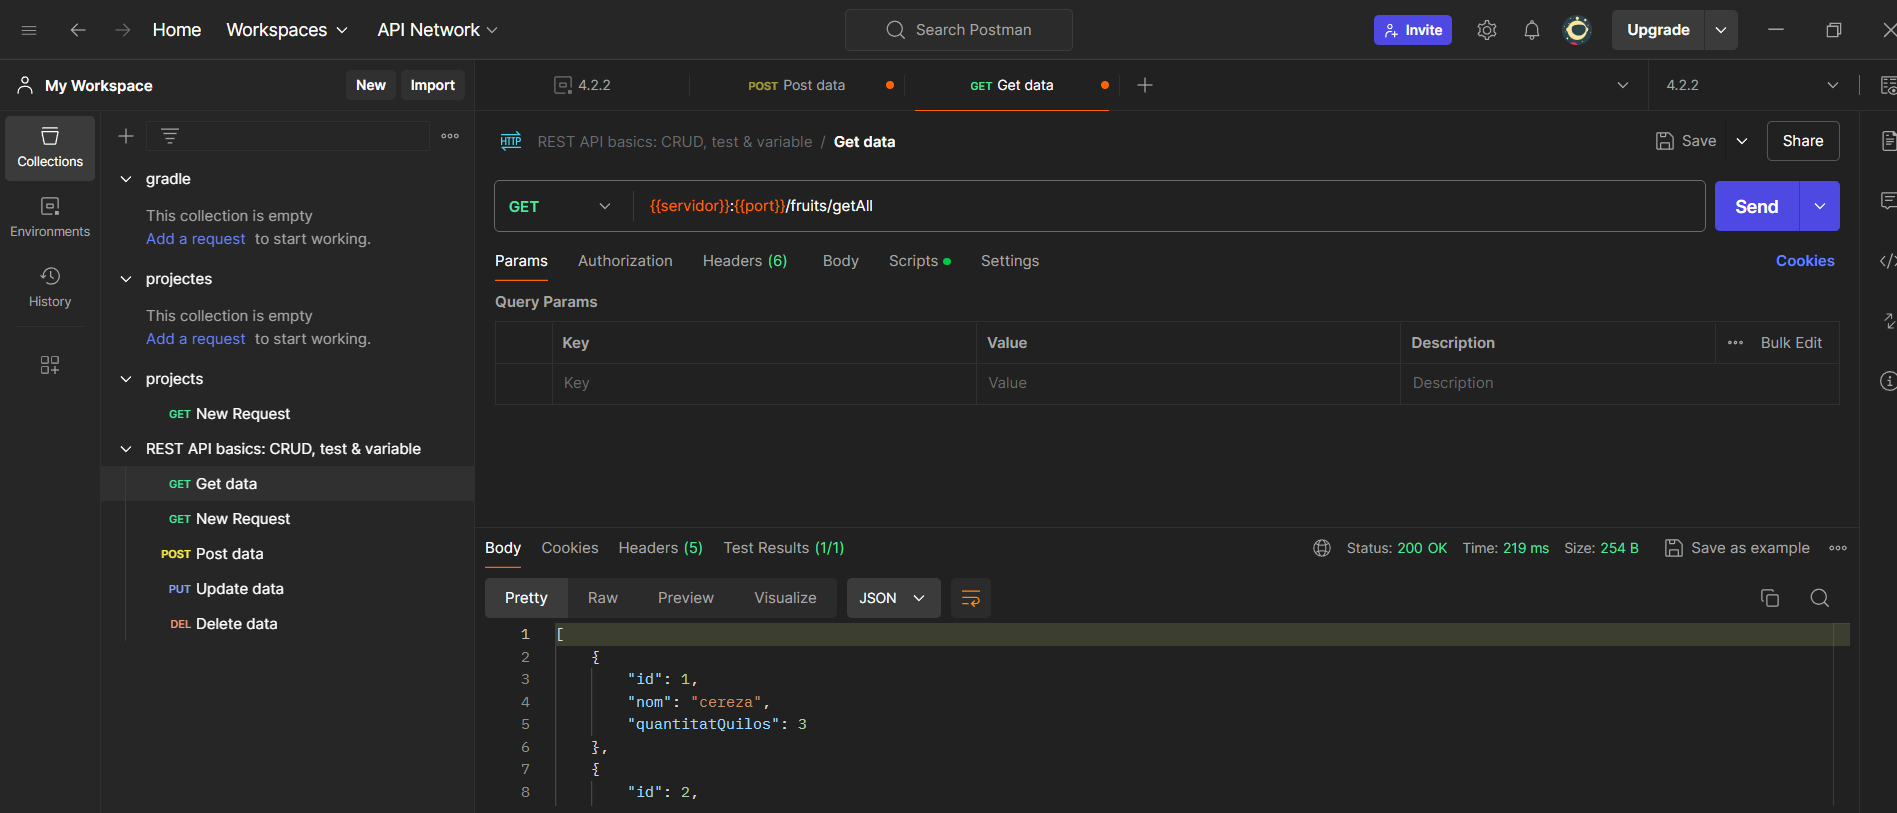 Home Workspaces API Network Search Postman Invite Upgrade
My Workspace New Import 4.2.2 POST Post data GET Get data 4.2.2
Collections
Environments
History
gradle
This collection is empty
Add a request to start working.
projectes
This collection is empty
Add a request to start working.
projects
GET New Request
REST API basics: CRUD, test & variable
GET Get data
GET New Request
POST Post data
PUT Update data
DEL Delete data
HTTP REST API basics: CRUD, test & variable / Get data Save Share
GET {{servidor}}:{{port}}/fruits/getAll Send
Params Authorization Headers (6) Body Scripts Settings Cookies
Query Params
Key Value Description Bulk Edit
Key Value Description
Body Cookies Headers (5) Test Results (1/1) Status: 200 OK Time: 219 ms Size: 254 B Save as example
Pretty Raw Preview Visualize JSON
1 [
2 {
3 "id": 1,
4 "nom": "cereza",
5 "quantitatQuilos": 3
6 },
7 {
8 "id": 2,